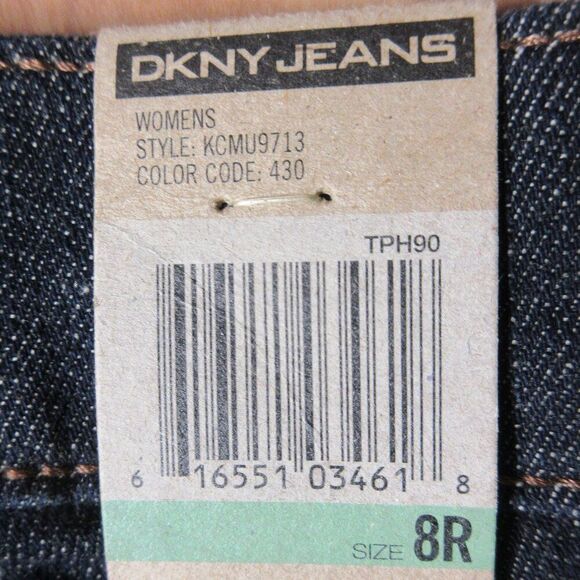 DKNY JEANS
WOMENS
STYLE: KCMU9713
COLOR CODE: 430
TPH90
6 16551 03461 8
SIZE 8R